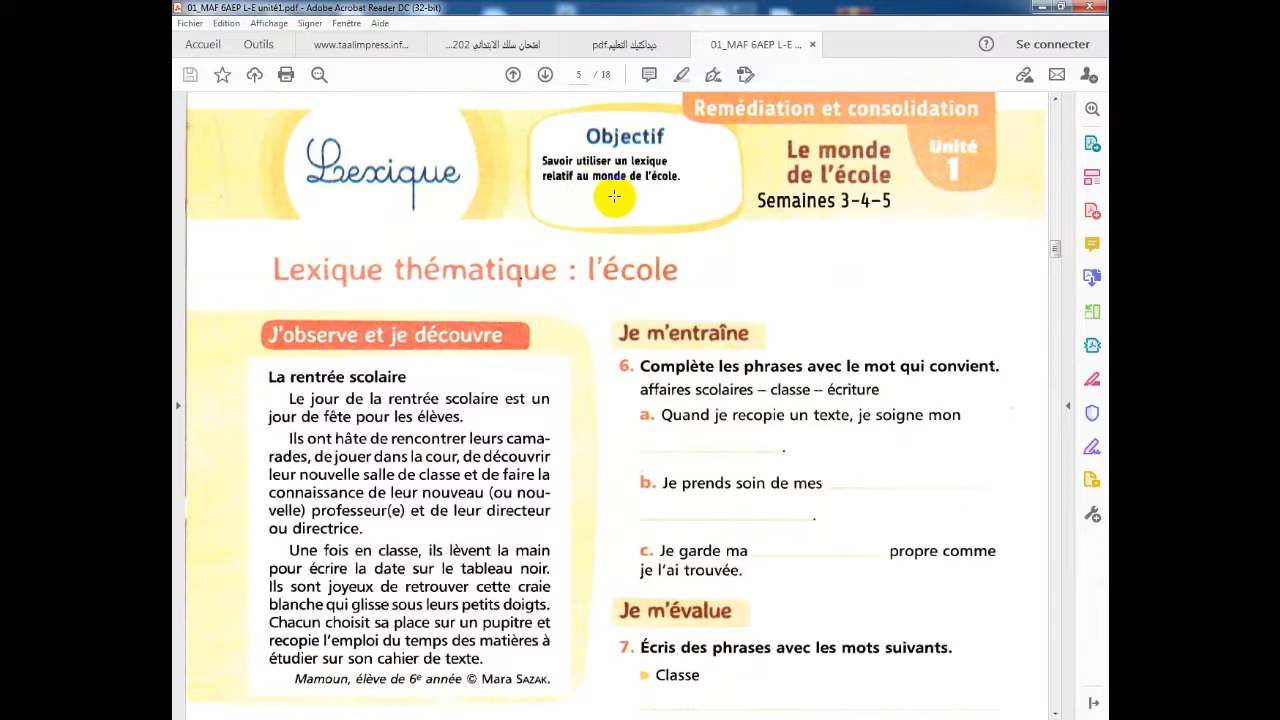 01_MAF 6AEP L-E unité1.pdf - Adobe Acrobat Reader DC (32-bit)
Fichier Edition Affichage Signer Fenêtre Aide
Accueil Outils www.taalimpress.inf... امتحان سلك الابتدائي 202... ديداكتيك التعليم.pdf 01_MAF 6AEP L-E ... × Se connecter
5 / 18
Remédiation et consolidation
Lexique
Objectif
Savoir utiliser un lexique
relatif au monde de l'école.
Le monde
de l'école
Semaines 3-4-5
Unité
1
Lexique thématique : l'école
J'observe et je découvre
La rentrée scolaire
Le jour de la rentrée scolaire est un
jour de fête pour les élèves.
Ils ont hâte de rencontrer leurs cama-
rades, de jouer dans la cour, de découvrir
leur nouvelle salle de classe et de faire la
connaissance de leur nouveau (ou nou-
velle) professeur(e) et de leur directeur
ou directrice.
Une fois en classe, ils lèvent la main
pour écrire la date sur le tableau noir.
Ils sont joyeux de retrouver cette craie
blanche qui glisse sous leurs petits doigts.
Chacun choisit sa place sur un pupitre et
recopie l'emploi du temps des matières à
étudier sur son cahier de texte.
Mamoun, élève de 6e année © Mara SAZAK.
Je m'entraîne
6. Complète les phrases avec le mot qui convient.
affaires scolaires – classe – écriture
a. Quand je recopie un texte, je soigne mon
.
b. Je prends soin de mes
.
c. Je garde ma propre comme
je l'ai trouvée.
Je m'évalue
7. Écris des phrases avec les mots suivants.
Classe